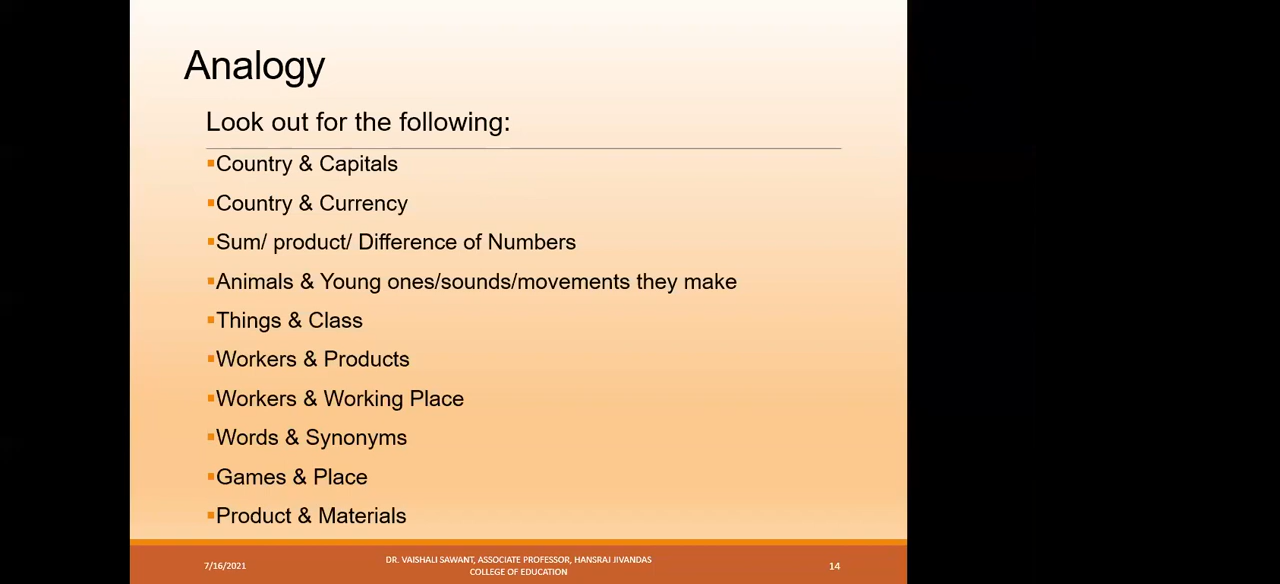 Analogy
Look out for the following:
▪Country & Capitals
▪Country & Currency
▪Sum/ product/ Difference of Numbers
▪Animals & Young ones/sounds/movements they make
▪Things & Class
▪Workers & Products
▪Workers & Working Place
▪Words & Synonyms
▪Games & Place
▪Product & Materials
7/16/2021
DR. VAISHALI SAWANT, ASSOCIATE PROFESSOR, HANSRAJ JIVANDAS
COLLEGE OF EDUCATION
14